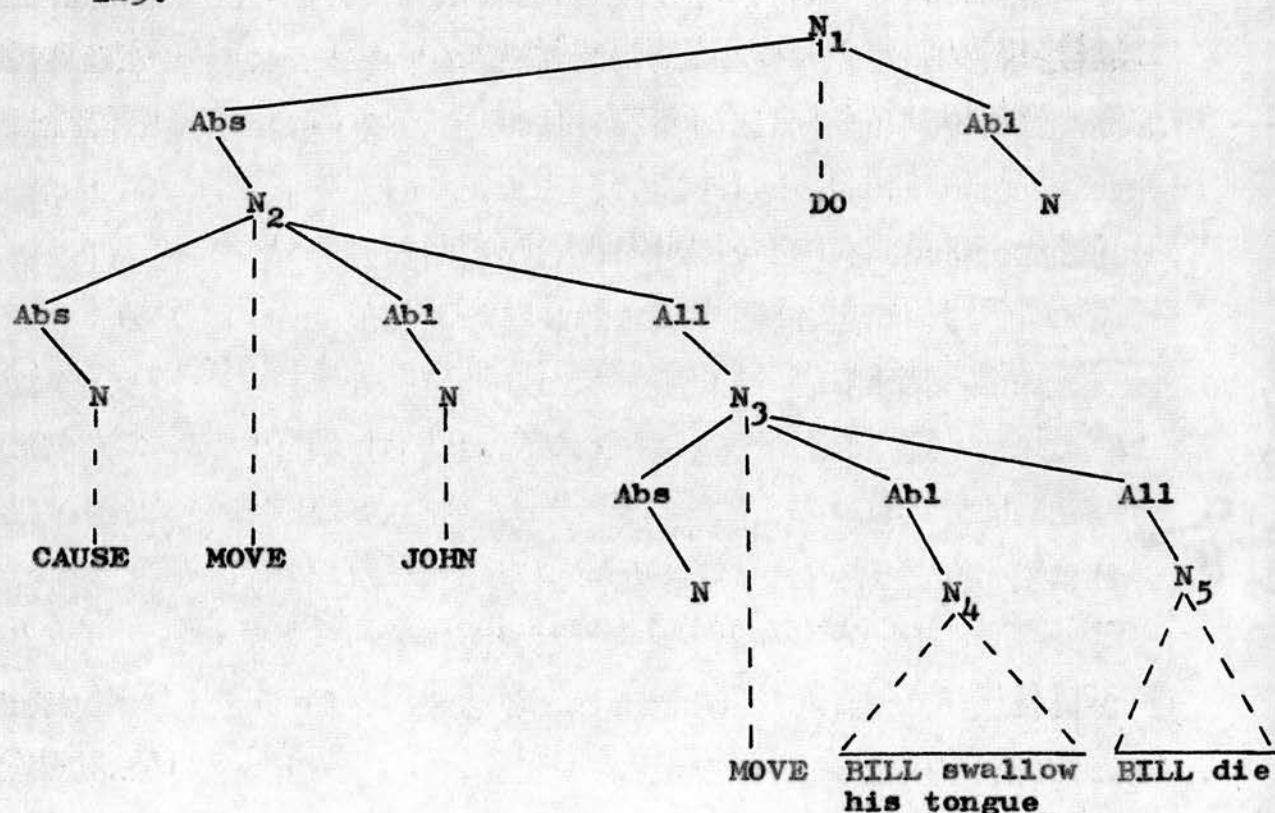 N1
Abs Abl
N2 DO N
Abs Abl All
N N N3
Abs Abl All
CAUSE MOVE JOHN N N4 N5
MOVE BILL swallow BILL die
his tongue